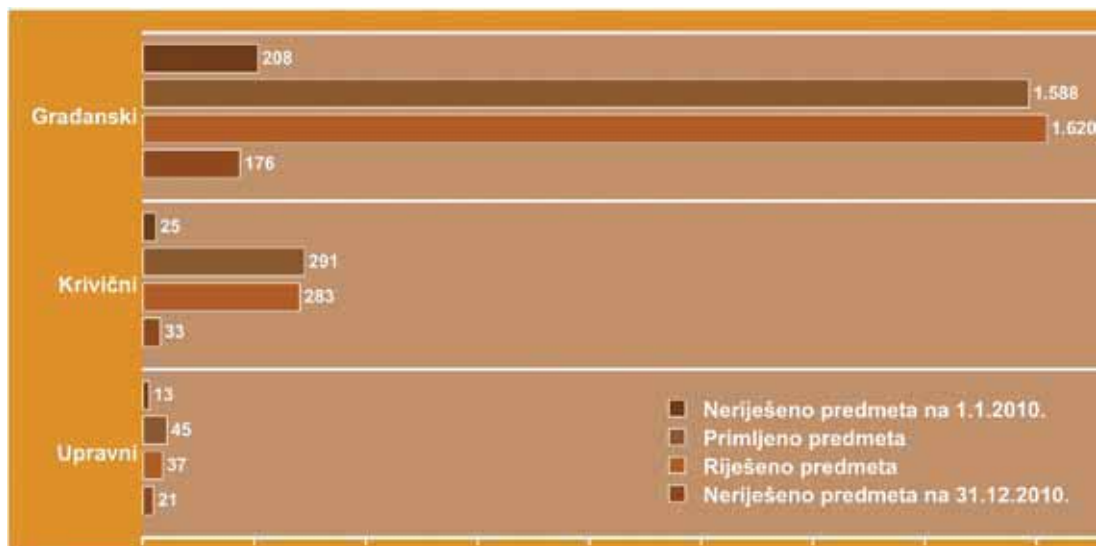 Građanski
208
1.588
1.620
176
Krivični
25
291
283
33
Upravni
13
45
37
21
Neriješeno predmeta na 1.1.2010.
Primljeno predmeta
Riješeno predmeta
Neriješeno predmeta na 31.12.2010.